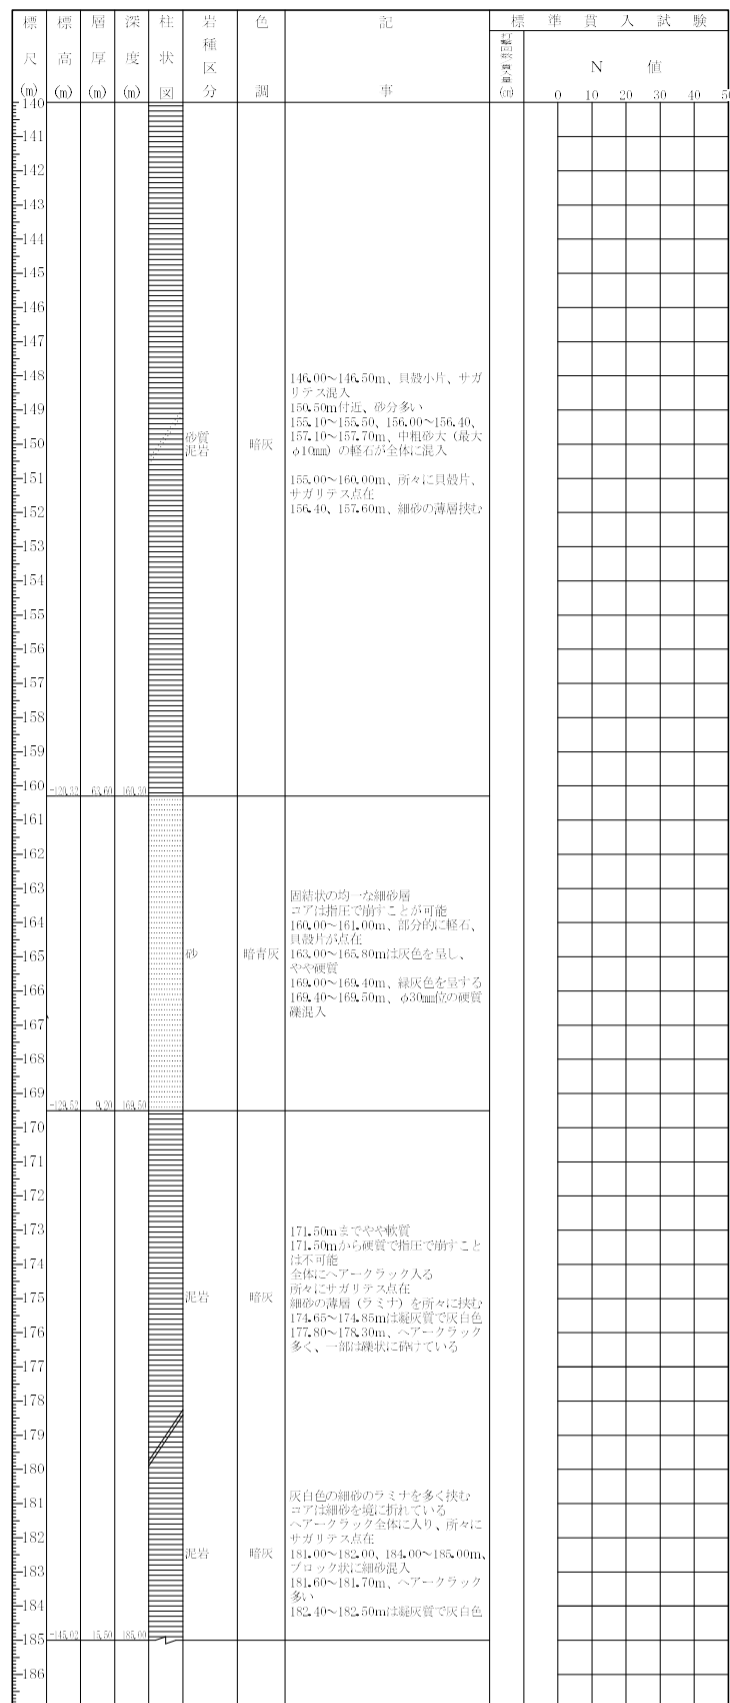 標尺(m) 標高(m) 層厚(m) 深度(m) 柱状図 岩種区分 色調 記事 標準貫入試験
N 値
0 10 20 30 40 50
140
141
142
143
144
145
146
147
148
149
150
151
152
153
154
155
156
157
158
159
160
161
162
163
164
165
166
167
168
169
170
171
172
173
174
175
176
177
178
179
180
181
182
183
184
185
186
砂質
泥岩
暗灰
146.00～146.50m、貝殻小片、サガ
リテス混入
150.50m付近、砂分多い
155.10～155.50、156.00～156.40、
157.10～157.70m、中粗砂大（最大
φ10㎜）の軽石が全体に混入
155.00～160.00m、所々に貝殻片、
サガリテス点在
156.40、157.60m、細砂の薄層挟む
-120.32 63.60 160.30
砂
暗青灰
固結状の均一な細砂層
コアは指圧で崩すことが可能
160.00～161.00m、部分的に軽石、
貝殻片が点在
163.00～165.80mは灰色を呈し、
やや硬質
169.00～169.40m、緑灰色を呈する
169.40～169.50m、φ30㎜位の硬質
礫混入
-129.52 9.20 169.50
泥岩
暗灰
171.50mまでやや軟質
171.50mから硬質で指圧で崩すこと
は不可能
全体にヘアークラック入る
所々にサガリテス点在
細砂の薄層（ラミナ）を所々に挟む
174.65～174.85mは凝灰質で灰白色
177.80～178.30m、ヘアークラック
多く、一部は礫状に砕けている
泥岩
暗灰
灰白色の細砂のラミナを多く挟む
コアは細砂を境に折れている
ヘアークラック全体に入り、所々に
サガリテス点在
181.00～182.00、184.00～185.00m、
ブロック状に細砂混入
181.60～181.70m、ヘアークラック
多い
182.40～182.50mは凝灰質で灰白色
-145.02 15.50 185.00